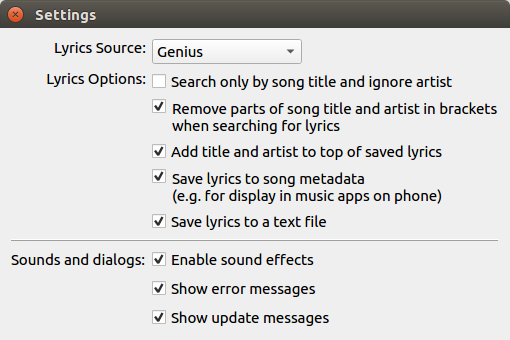 Settings
Lyrics Source: Genius
Lyrics Options: Search only by song title and ignore artist
Remove parts of song title and artist in brackets
when searching for lyrics
Add title and artist to top of saved lyrics
Save lyrics to song metadata
(e.g. for display in music apps on phone)
Save lyrics to a text file
Sounds and dialogs: Enable sound effects
Show error messages
Show update messages